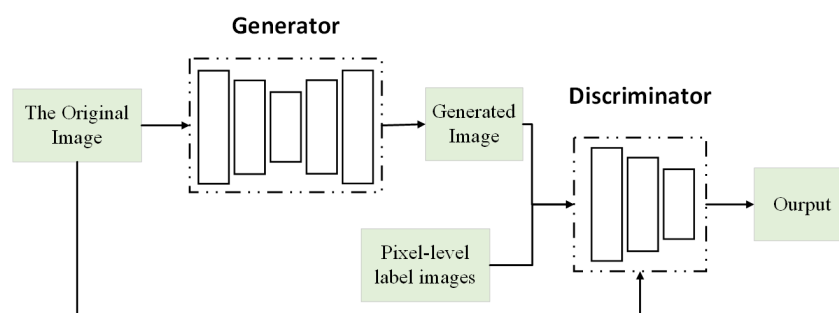 Generator
The Original
Image
Generated
Image
Discriminator
Pixel-level
label images
Ourput